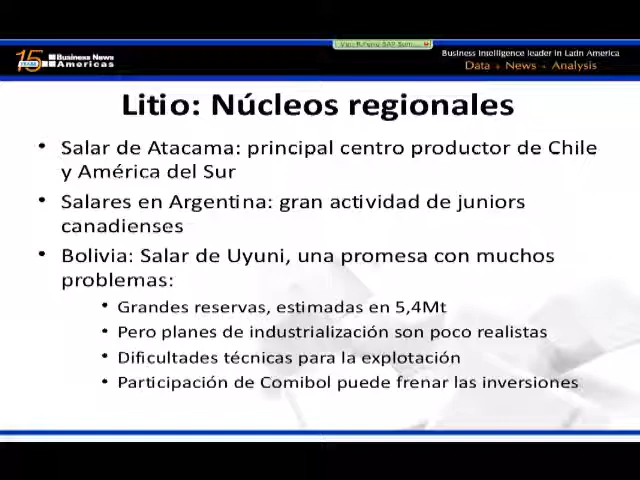 15 YEARS Business News Americas
Business Intelligence leader in Latin America
Data + News + Analysis
Litio: Núcleos regionales
• Salar de Atacama: principal centro productor de Chile
y América del Sur
• Salares en Argentina: gran actividad de juniors
canadienses
• Bolivia: Salar de Uyuni, una promesa con muchos
problemas:
• Grandes reservas, estimadas en 5,4Mt
• Pero planes de industrialización son poco realistas
• Dificultades técnicas para la explotación
• Participación de Comibol puede frenar las inversiones